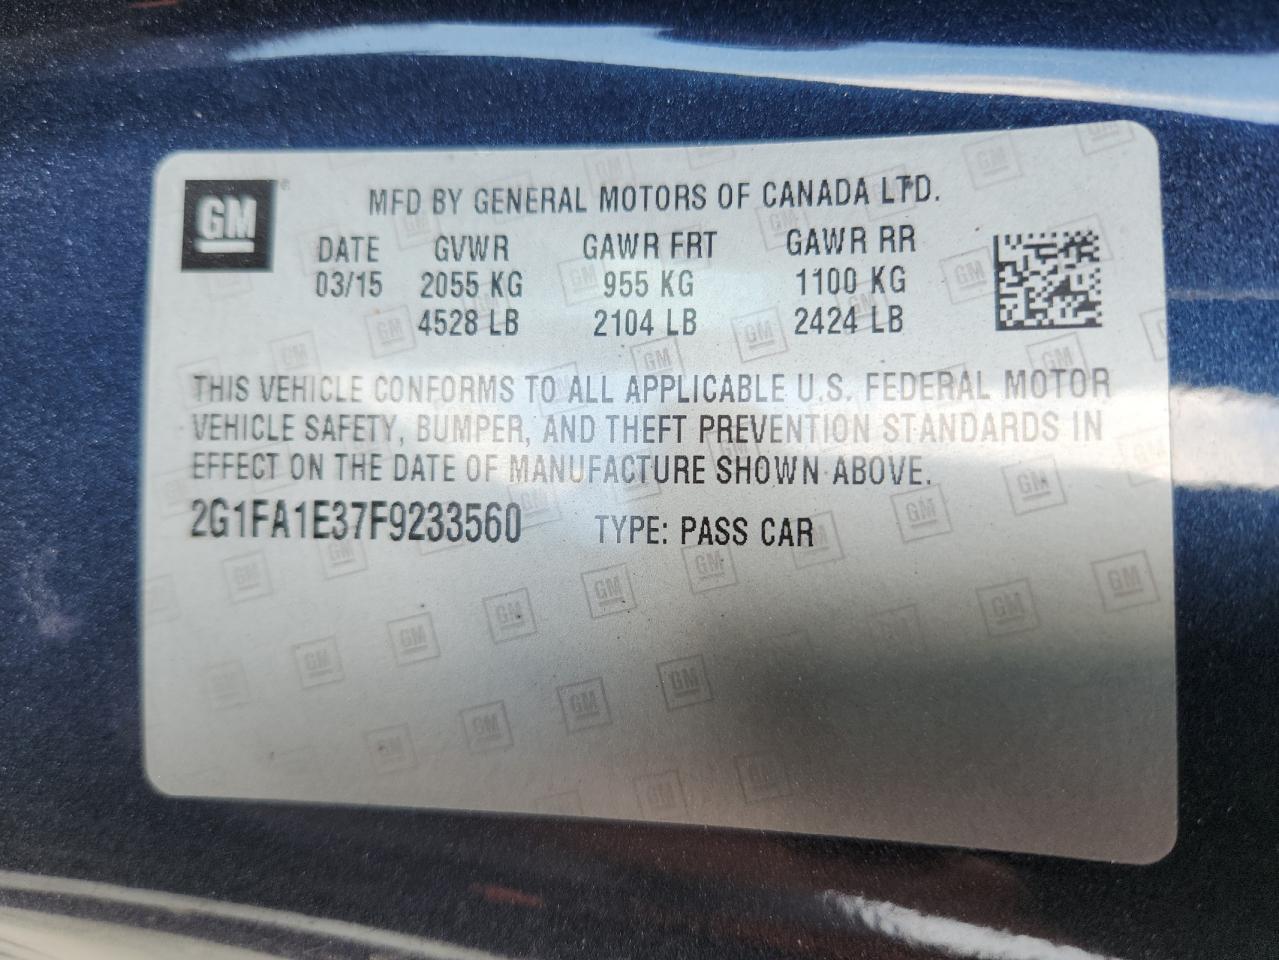 GM
MFD BY GENERAL MOTORS OF CANADA LTD.
DATE GVWR GAWR FRT GAWR RR
03/15 2055 KG 955 KG 1100 KG
4528 LB 2104 LB 2424 LB
THIS VEHICLE CONFORMS TO ALL APPLICABLE U.S. FEDERAL MOTOR
VEHICLE SAFETY, BUMPER, AND THEFT PREVENTION STANDARDS IN
EFFECT ON THE DATE OF MANUFACTURE SHOWN ABOVE.
2G1FA1E37F9233560 TYPE: PASS CAR